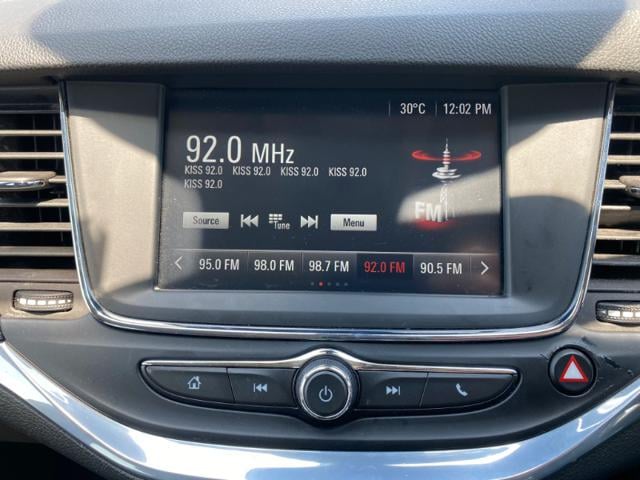 30°C 12:02 PM
92.0 MHz
KISS 92.0 KISS 92.0 KISS 92.0 KISS 92.0
KISS 92.0
FM
Source Tune Menu
95.0 FM 98.0 FM 98.7 FM 92.0 FM 90.5 FM